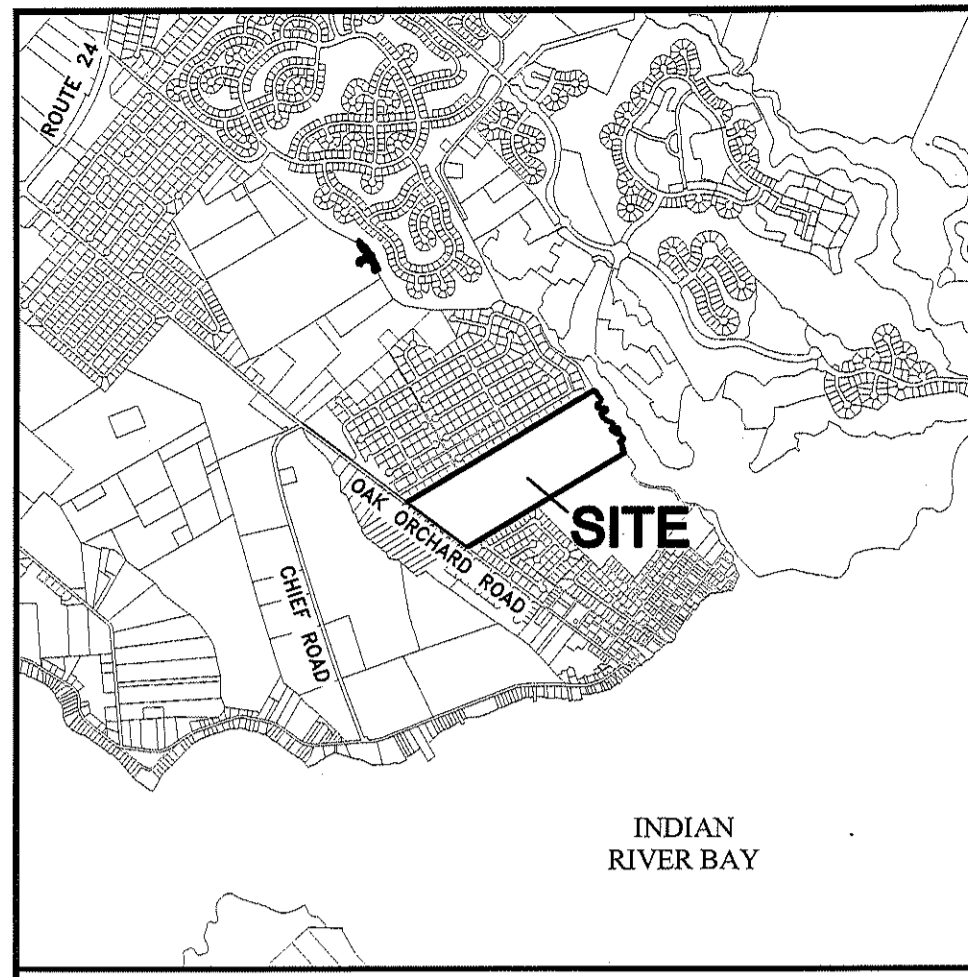 ROUTE 24
SITE
OAK ORCHARD ROAD
CHIEF ROAD
INDIAN
RIVER BAY